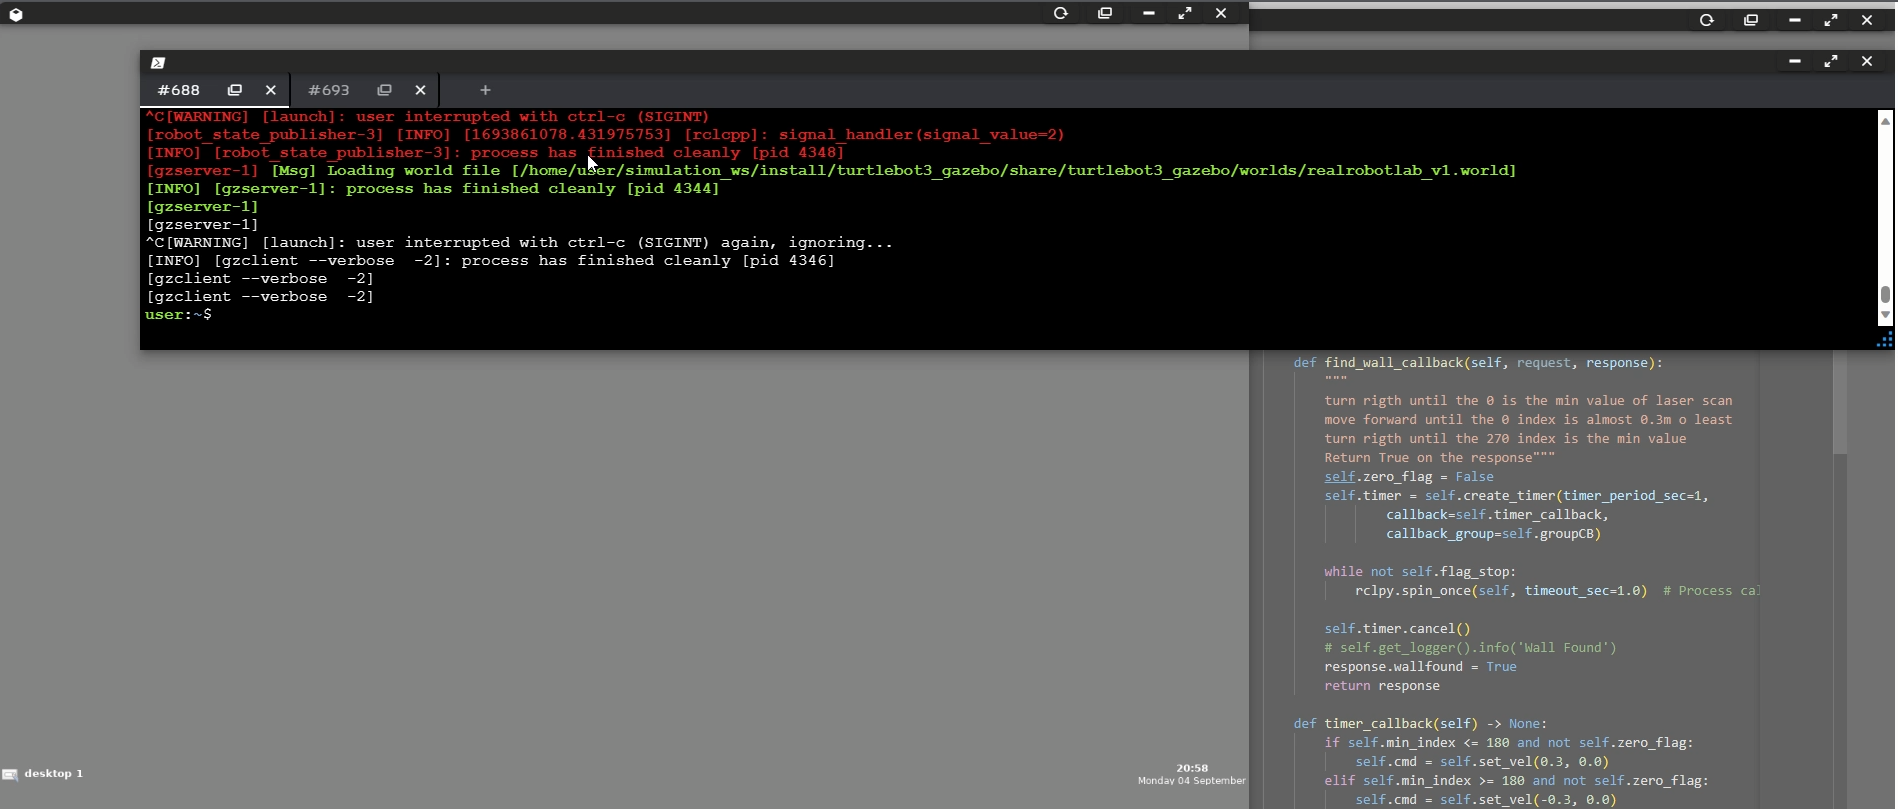 #688
#693
^C[WARNING] [launch]: user interrupted with ctrl-c (SIGINT)
[robot_state_publisher-3] [INFO] [1693861078.431975753] [rclcpp]: signal_handler(signal_value=2)
[INFO] [robot_state_publisher-3]: process has finished cleanly [pid 4348]
[gzserver-1] [Msg] Loading world file [/home/user/simulation_ws/install/turtlebot3_gazebo/share/turtlebot3_gazebo/worlds/realrobotlab_v1.world]
[INFO] [gzserver-1]: process has finished cleanly [pid 4344]
[gzserver-1]
[gzserver-1]
^C[WARNING] [launch]: user interrupted with ctrl-c (SIGINT) again, ignoring...
[INFO] [gzclient --verbose  -2]: process has finished cleanly [pid 4346]
[gzclient --verbose  -2]
[gzclient --verbose  -2]
user:~$
def find_wall_callback(self, request, response):
"""
turn rigth until the 0 is the min value of laser scan
move forward until the 0 index is almost 0.3m o least
turn rigth until the 270 index is the min value
Return True on the response"""
self.zero_flag = False
self.timer = self.create_timer(timer_period_sec=1,
callback=self.timer_callback,
callback_group=self.groupCB)
while not self.flag_stop:
rclpy.spin_once(self, timeout_sec=1.0)  # Process cal
self.timer.cancel()
# self.get_logger().info('Wall Found')
response.wallfound = True
return response
def timer_callback(self) -> None:
if self.min_index <= 180 and not self.zero_flag:
self.cmd = self.set_vel(0.3, 0.0)
elif self.min_index >= 180 and not self.zero_flag:
self.cmd = self.set_vel(-0.3, 0.0)
desktop 1
20:58
Monday 04 September